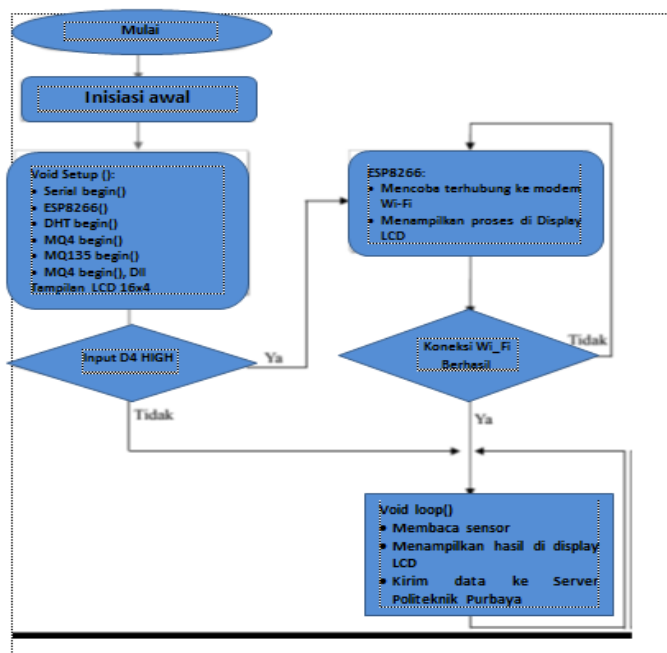 Mulai
Inisiasi awal
Void Setup ():
• Serial begin()
• ESP8266()
• DHT begin()
• MQ4 begin()
• MQ135 begin()
• MQ4 begin(), Dll
Tampilan LCD 16x4
Input D4 HIGH
Ya
Tidak
ESP8266:
• Mencoba terhubung ke modem
Wi-Fi
• Menampilkan proses di Display
LCD
Koneksi Wi_Fi
Berhasil
Tidak
Ya
Void loop()
• Membaca sensor
• Menampilkan hasil di display
LCD
• Kirim data ke Server
Politeknik Purbaya